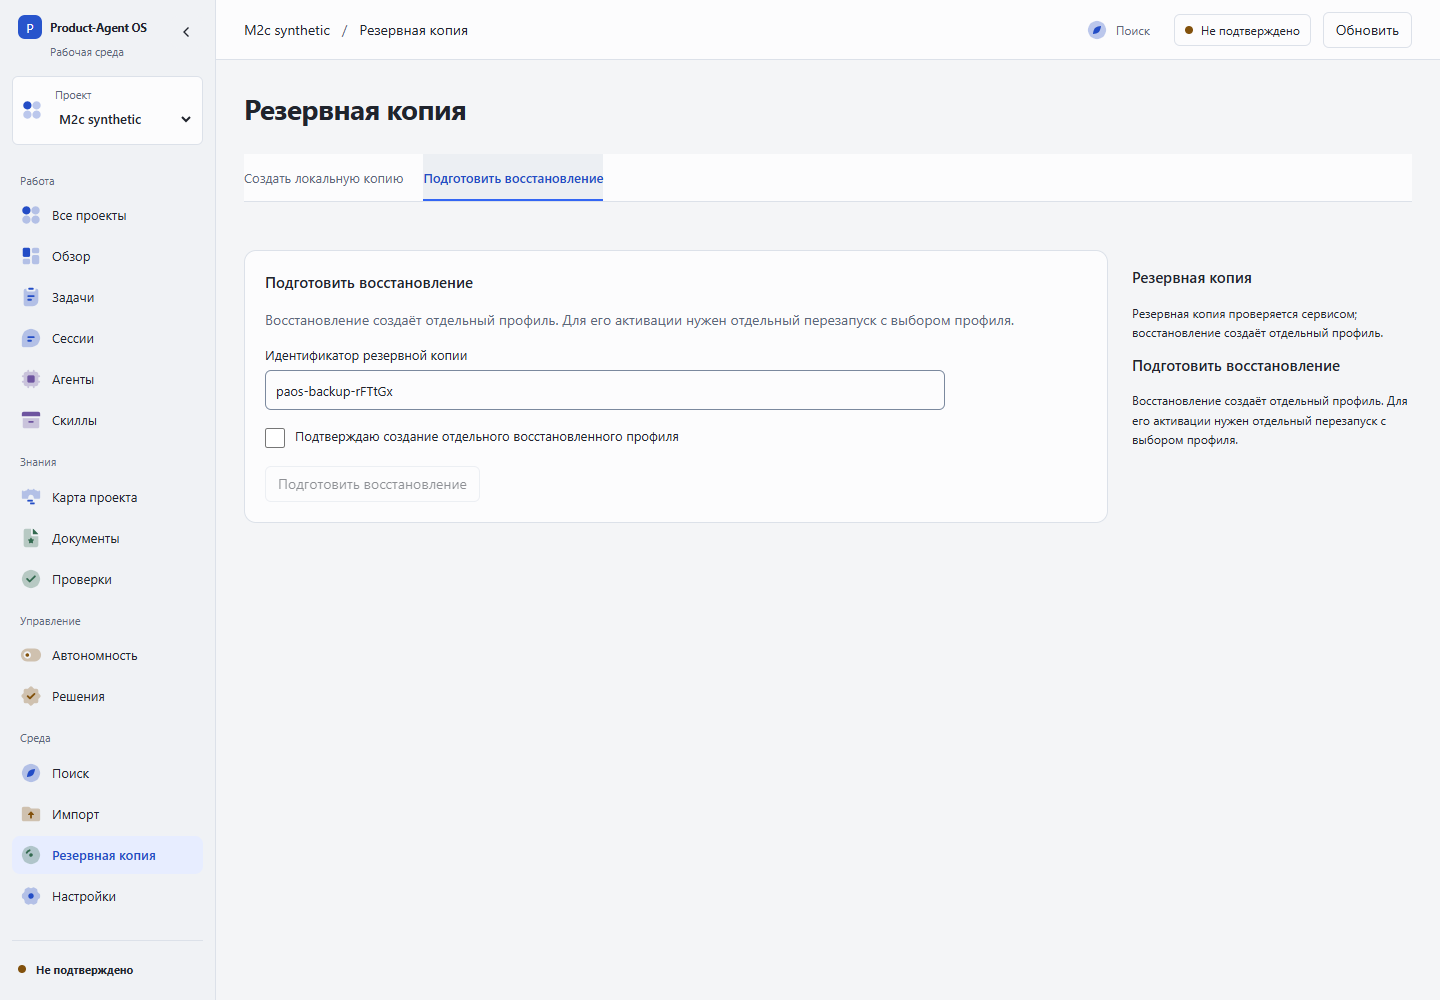 P
Product-Agent OS
Рабочая среда
Проект
M2c synthetic
Работа
Все проекты
Обзор
Задачи
Сессии
Агенты
Скиллы
Знания
Карта проекта
Документы
Проверки
Управление
Автономность
Решения
Среда
Поиск
Импорт
Резервная копия
Настройки
Не подтверждено
M2c synthetic / Резервная копия
Поиск
Не подтверждено
Обновить
Резервная копия
Создать локальную копию
Подготовить восстановление
Подготовить восстановление
Восстановление создаёт отдельный профиль. Для его активации нужен отдельный перезапуск с выбором профиля.
Идентификатор резервной копии
paos-backup-rFTtGx
Подтверждаю создание отдельного восстановленного профиля
Подготовить восстановление
Резервная копия
Резервная копия проверяется сервисом;
восстановление создаёт отдельный профиль.
Подготовить восстановление
Восстановление создаёт отдельный профиль. Для
его активации нужен отдельный перезапуск с
выбором профиля.